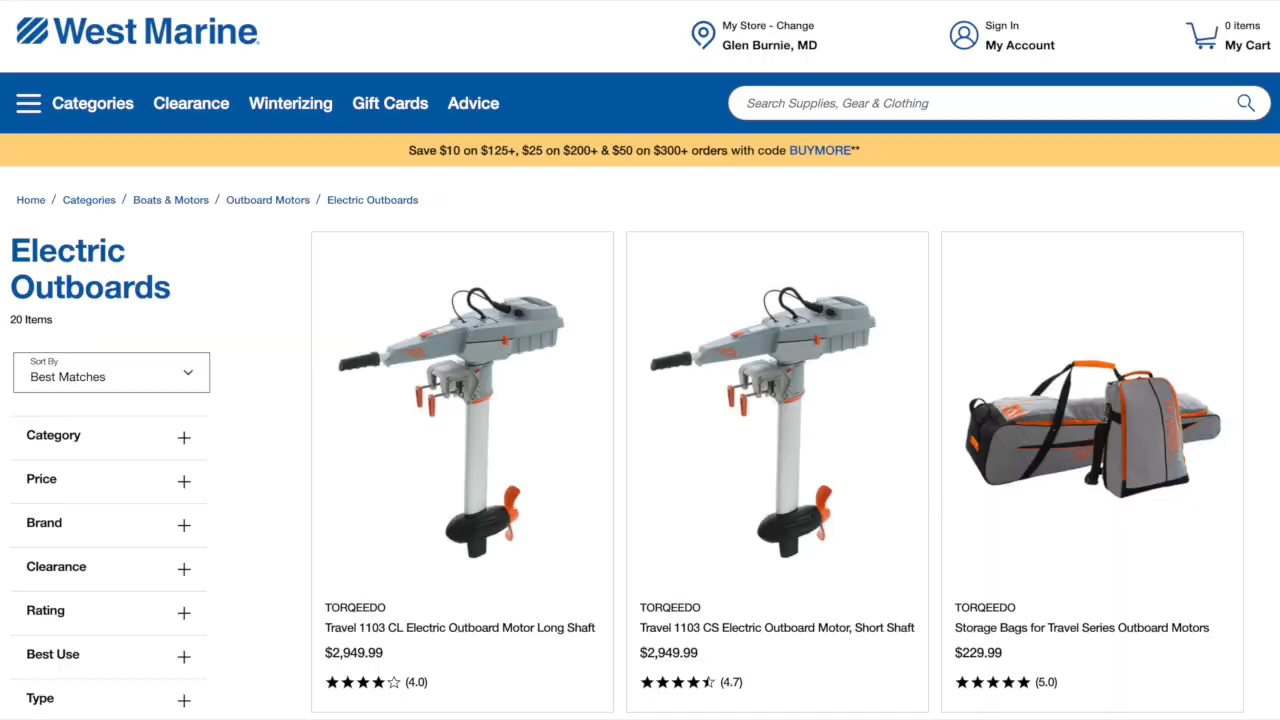 West Marine
My Store - Change
Glen Burnie, MD
Sign In
My Account
0 items
My Cart
Categories
Clearance
Winterizing
Gift Cards
Advice
Search Supplies, Gear & Clothing
Save $10 on $125+, $25 on $200+ & $50 on $300+ orders with code BUYMORE**
Home / Categories / Boats & Motors / Outboard Motors / Electric Outboards
Electric
Outboards
20 Items
Sort By
Best Matches
Category
Price
Brand
Clearance
Rating
Best Use
Type
TORQEEDO
Travel 1103 CL Electric Outboard Motor Long Shaft
$2,949.99
(4.0)
TORQEEDO
Travel 1103 CS Electric Outboard Motor, Short Shaft
$2,949.99
(4.7)
TORQEEDO
Storage Bags for Travel Series Outboard Motors
$229.99
(5.0)